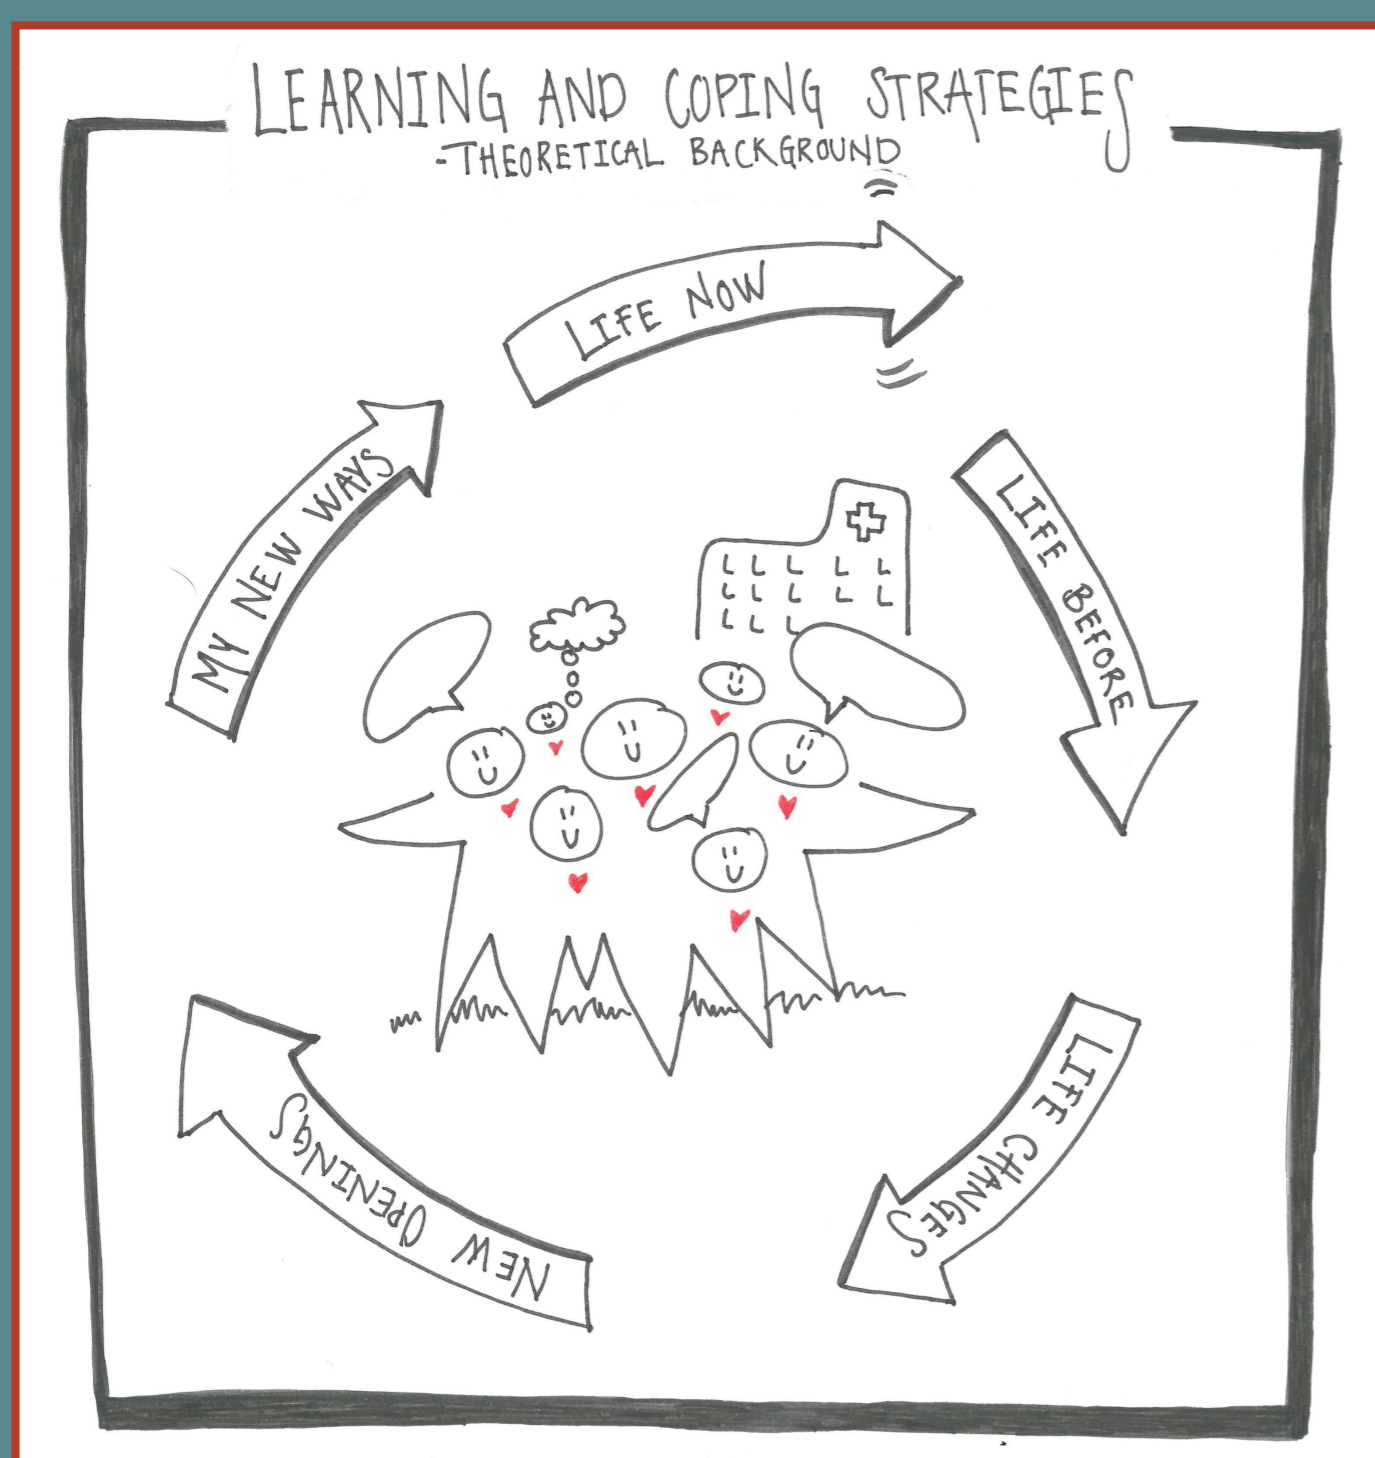 LEARNING AND COPING STRATEGIES
-THEORETICAL BACKGROUND
LIFE NOW
LIFE BEFORE
LIFE CHANGES
NEW OPENINGS
MY NEW WAYS